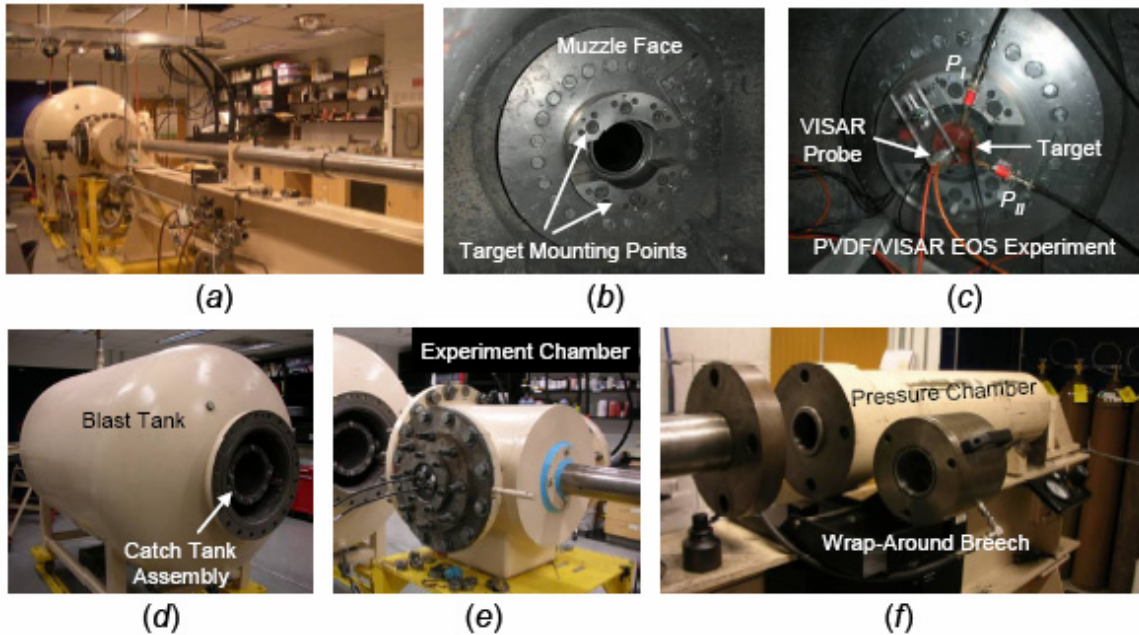 Muzzle Face
Target Mounting Points
P_I
VISAR
Probe
Target
P_II
PVDF/VISAR EOS Experiment
(a)
(b)
(c)
Blast Tank
Catch Tank
Assembly
Experiment Chamber
Pressure Chamber
Wrap-Around Breech
(d)
(e)
(f)